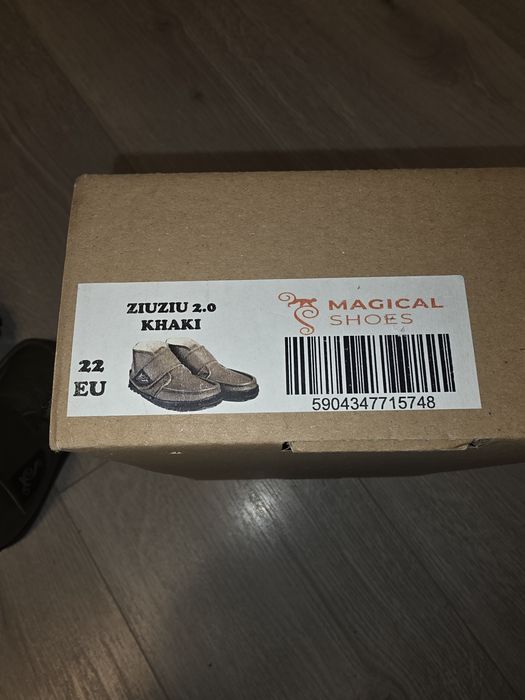 ZIUZIU 2.0
KHAKI
22
EU
MAGICAL
SHOES
5904347715748